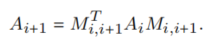 $A_{i+1} = M_{i,i+1}^{T} A_i M_{i,i+1}.$